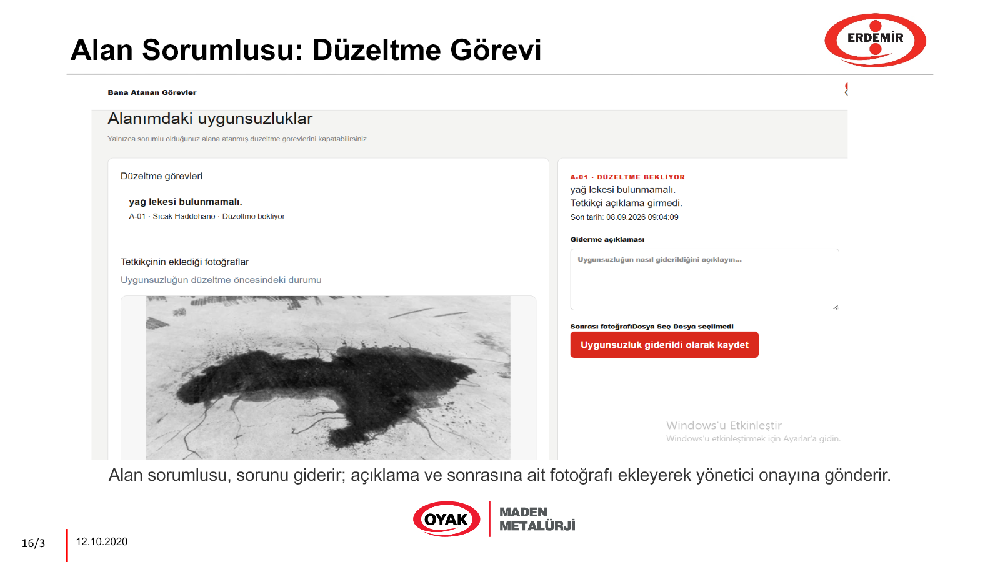 Alan Sorumlusu: Düzeltme Görevi
ERDEMİR
Bana Atanan Görevler
Alanımdaki uygunsuzluklar
Yalnızca sorumlu olduğunuz alana atanmış düzeltme görevlerini kapatabilirsiniz.
Düzeltme görevleri
yağ lekesi bulunmamalı.
A-01 · Sıcak Haddehane · Düzeltme bekliyor
Tetkikçinin eklediği fotoğraflar
Uygunsuzluğun düzeltme öncesindeki durumu
A-01 · DÜZELTME BEKLİYOR
yağ lekesi bulunmamalı.
Tetkikçi açıklama girmedi.
Son tarih: 08.09.2026 09:04:09
Giderme açıklaması
Uygunsuzluğun nasıl giderildiğini açıklayın...
Sonrası fotoğrafıDosya Seç Dosya seçilmedi
Uygunsuzluk giderildi olarak kaydet
Windows'u Etkinleştir
Windows'u etkinleştirmek için Ayarlar'a gidin.
Alan sorumlusu, sorunu giderir; açıklama ve sonrasına ait fotoğrafı ekleyerek yönetici onayına gönderir.
OYAK
MADEN
METALÜRJİ
16/3
12.10.2020